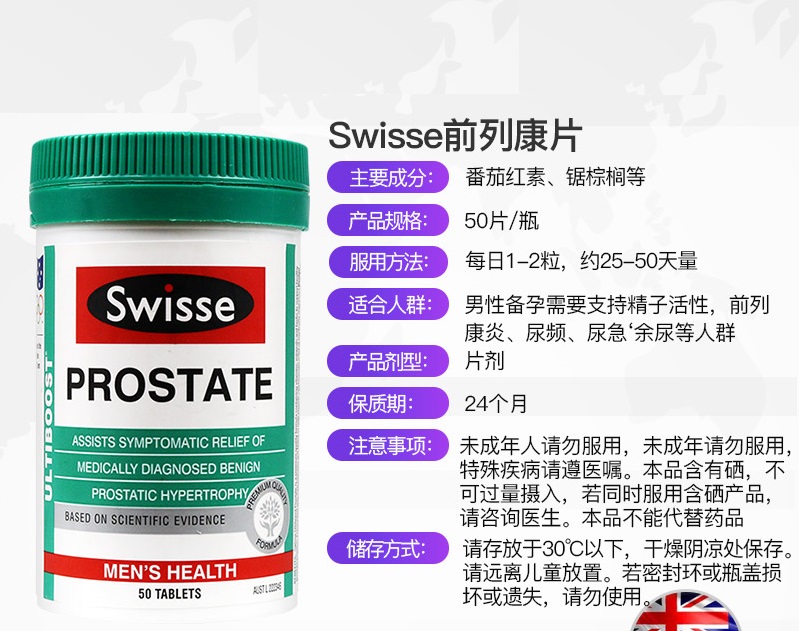 Swisse前列康片
主要成分： 番茄红素、锯棕榈等
产品规格： 50片/瓶
服用方法： 每日1-2粒，约25-50天量
适合人群： 男性备孕需要支持精子活性，前列
康炎、尿频、尿急‘余尿等人群
产品剂型： 片剂
保质期： 24个月
注意事项： 未成年人请勿服用，未成年请勿服用，
特殊疾病请遵医嘱。本品含有硒，不
可过量摄入，若同时服用含硒产品，
请咨询医生。本品不能代替药品
储存方式： 请存放于30℃以下，干燥阴凉处保存。
请远离儿童放置。若密封环或瓶盖损
坏或遗失，请勿使用。
Swisse
PROSTATE
ULTIBOOST
ASSISTS SYMPTOMATIC RELIEF OF
MEDICALLY DIAGNOSED BENIGN
PROSTATIC HYPERTROPHY
BASED ON SCIENTIFIC EVIDENCE
PREMIUM QUALITY
FORMULA
MEN'S HEALTH
50 TABLETS